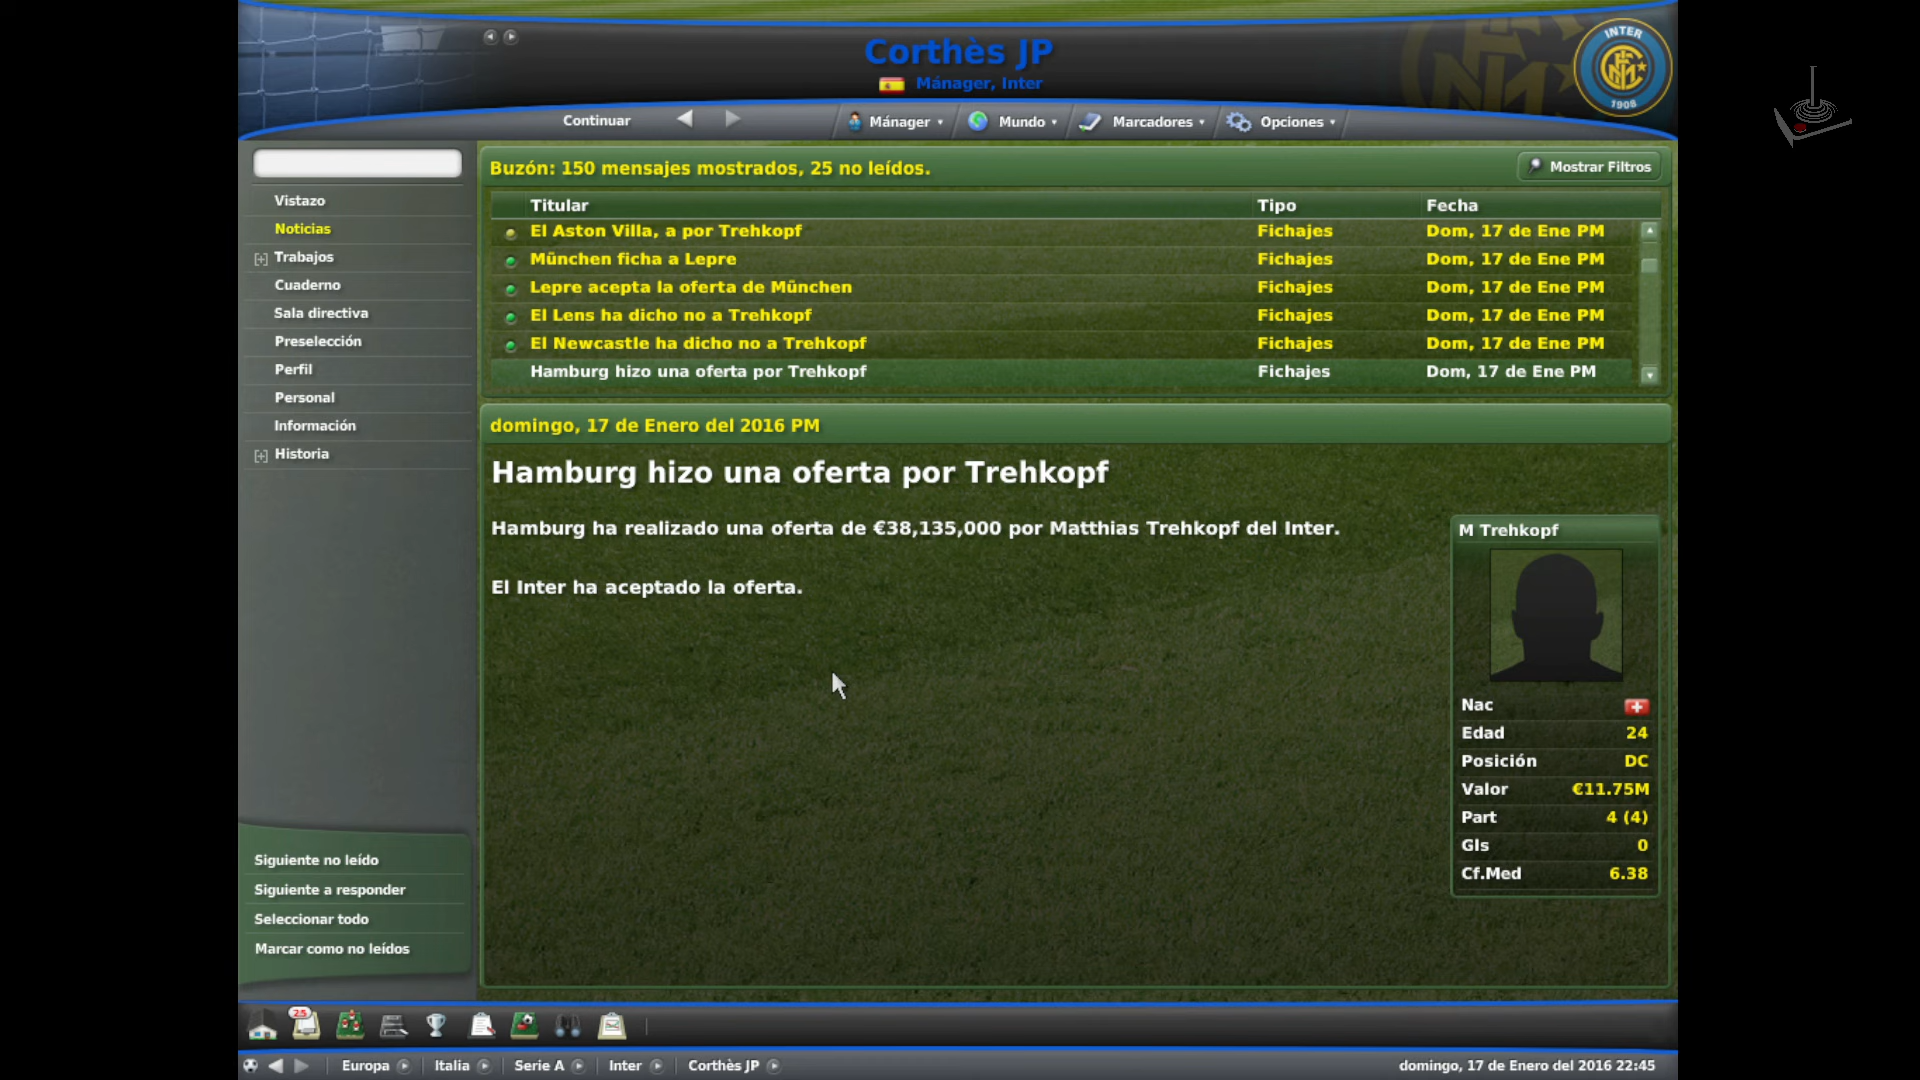 Corthès JP
Mánager, Inter
INTER
1908
Continuar
Mánager
Mundo
Marcadores
Opciones
Vistazo
Noticias
Trabajos
Cuaderno
Sala directiva
Preselección
Perfil
Personal
Información
Historia
Buzón: 150 mensajes mostrados, 25 no leídos.
Mostrar Filtros
Titular Tipo Fecha
El Aston Villa, a por Trehkopf Fichajes Dom, 17 de Ene PM
München ficha a Lepre Fichajes Dom, 17 de Ene PM
Lepre acepta la oferta de München Fichajes Dom, 17 de Ene PM
El Lens ha dicho no a Trehkopf Fichajes Dom, 17 de Ene PM
El Newcastle ha dicho no a Trehkopf Fichajes Dom, 17 de Ene PM
Hamburg hizo una oferta por Trehkopf Fichajes Dom, 17 de Ene PM
domingo, 17 de Enero del 2016 PM
Hamburg hizo una oferta por Trehkopf
Hamburg ha realizado una oferta de €38,135,000 por Matthias Trehkopf del Inter.
El Inter ha aceptado la oferta.
M Trehkopf
Nac
Edad 24
Posición DC
Valor €11.75M
Part 4 (4)
Gls 0
Cf.Med 6.38
Siguiente no leído
Siguiente a responder
Seleccionar todo
Marcar como no leídos
25
Europa Italia Serie A Inter Corthès JP
domingo, 17 de Enero del 2016 22:45